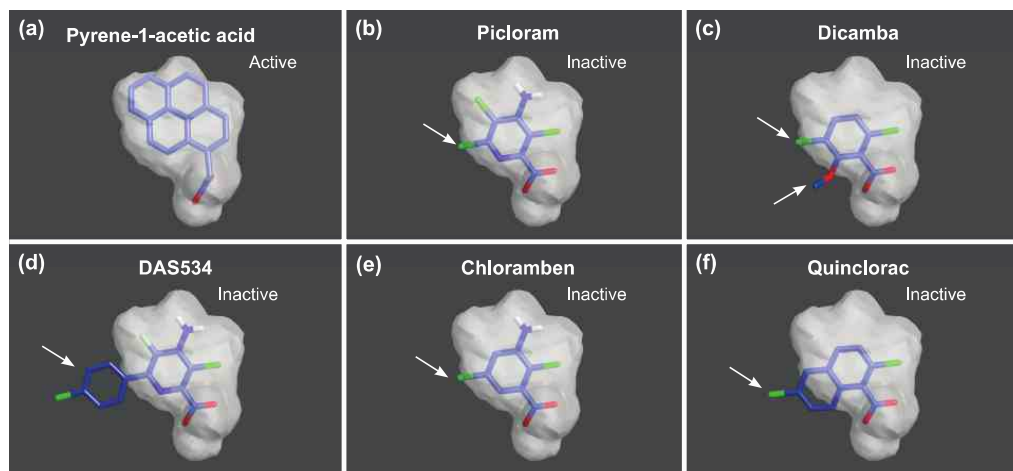 (a)
Pyrene-1-acetic acid
Active
(b)
Picloram
Inactive
(c)
Dicamba
Inactive
(d)
DAS534
Inactive
(e)
Chloramben
Inactive
(f)
Quinclorac
Inactive